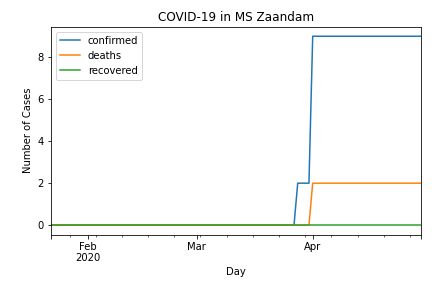 COVID-19 in MS Zaandam
confirmed
deaths
recovered
Number of Cases
8
6
4
2
0
Feb
2020
Mar
Apr
Day